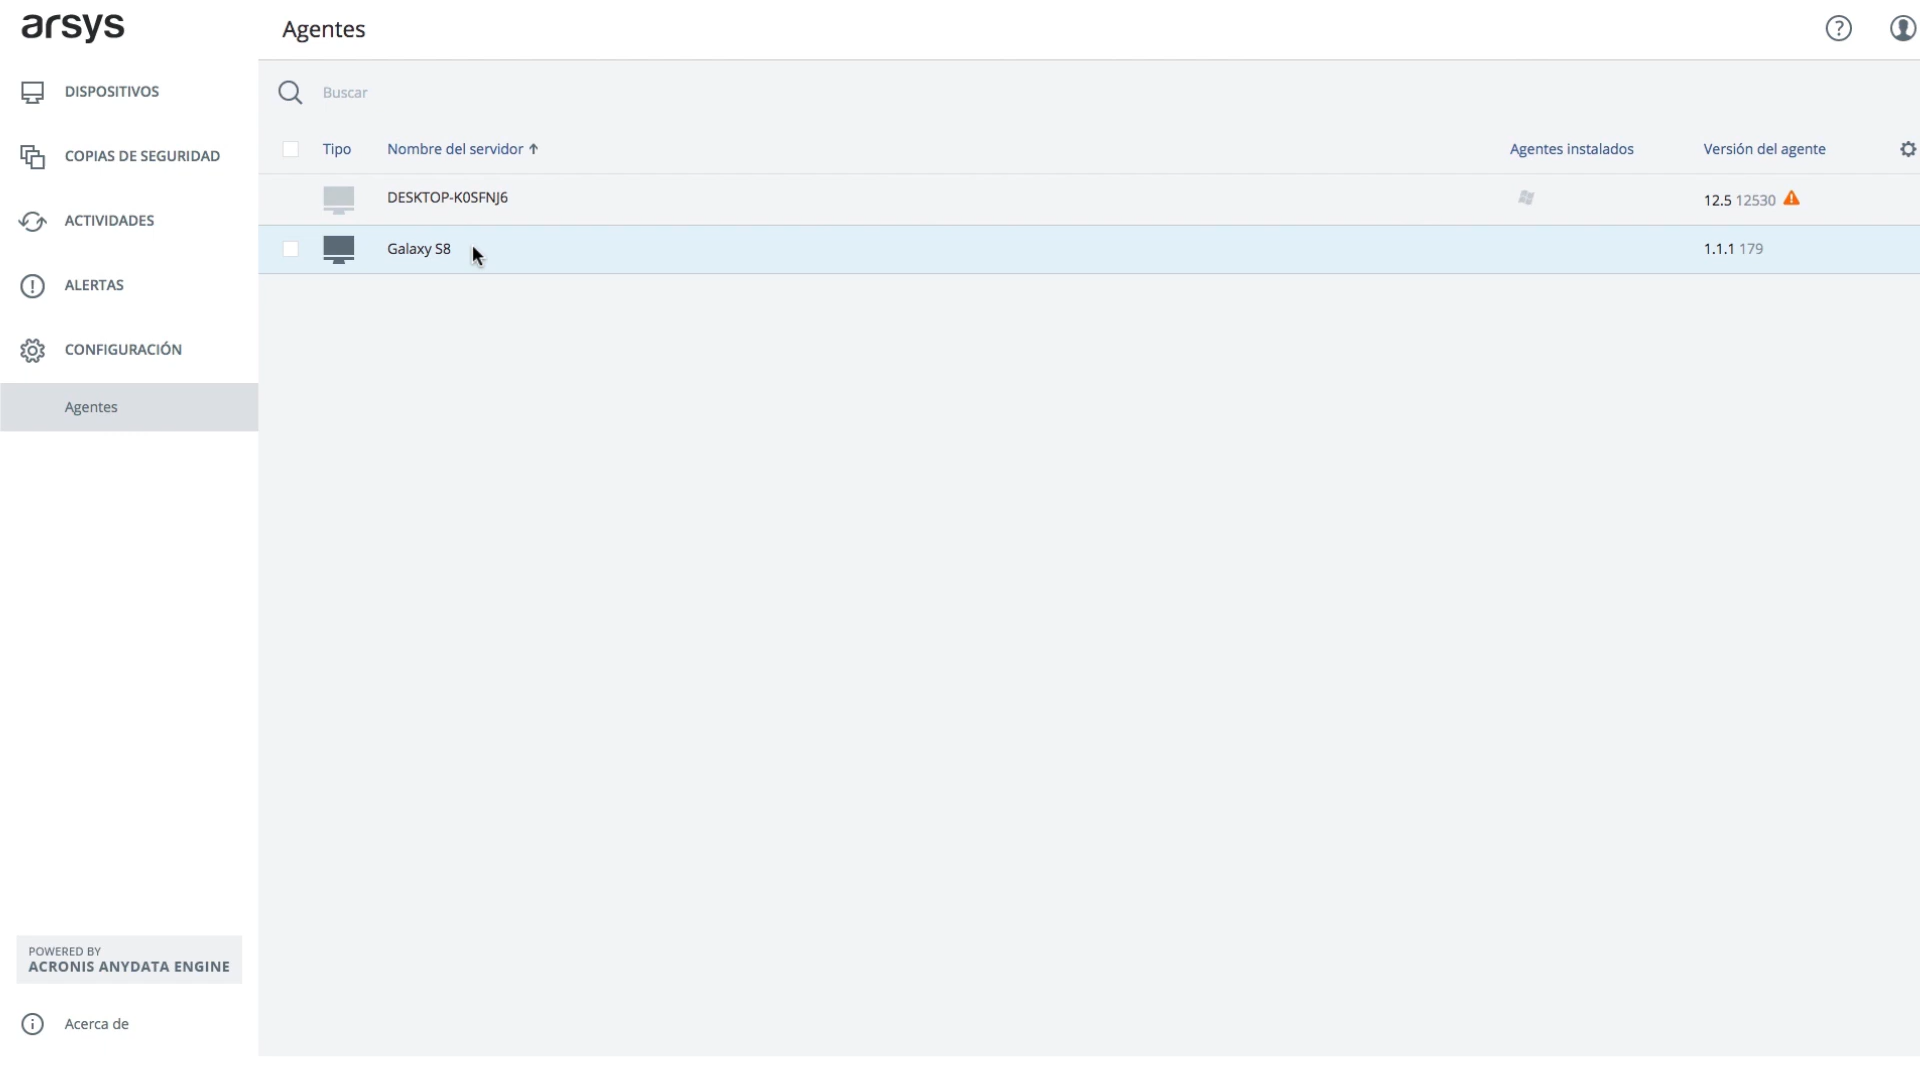 arsys
Agentes
DISPOSITIVOS
COPIAS DE SEGURIDAD
ACTIVIDADES
ALERTAS
CONFIGURACIÓN
Agentes
POWERED BY
ACRONIS ANYDATA ENGINE
Acerca de
Buscar
Tipo Nombre del servidor Agentes instalados Versión del agente
DESKTOP-K0SFNJ6 12.5 12530
Galaxy S8 1.1.1 179